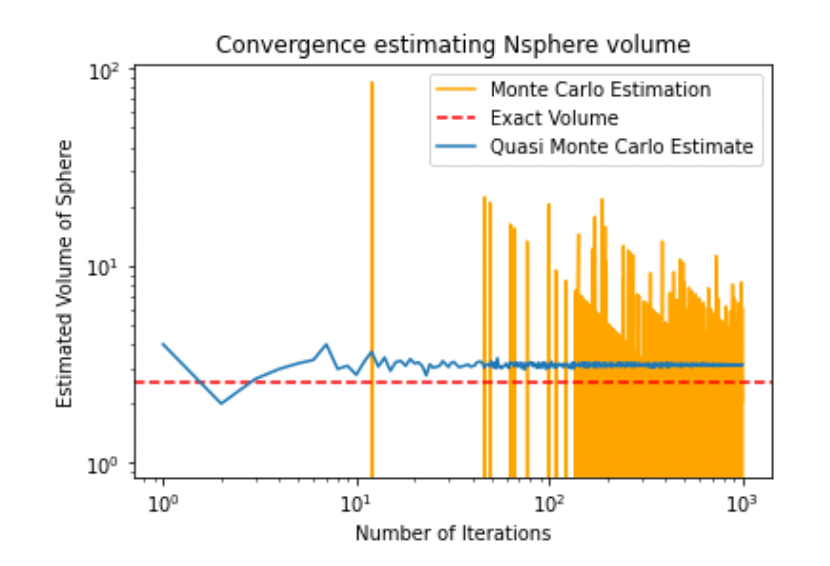 Convergence estimating Nsphere volume
Monte Carlo Estimation
Exact Volume
Quasi Monte Carlo Estimate
Estimated Volume of Sphere
10²
10¹
10⁰
10⁰ 10¹ 10² 10³
Number of Iterations